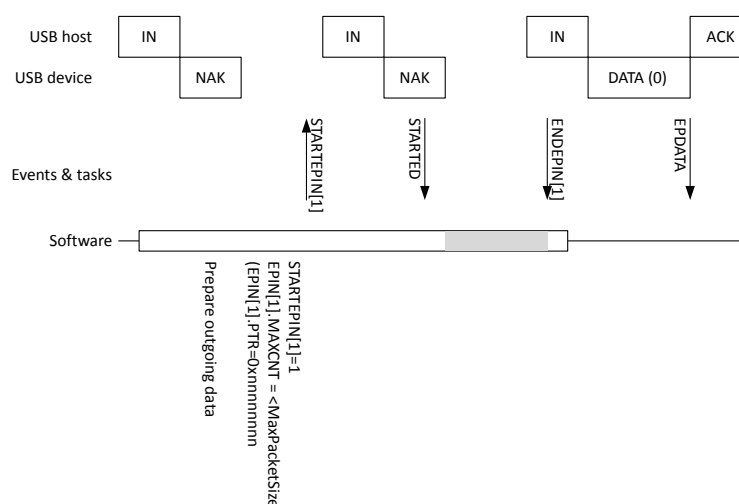 USB host IN IN IN ACK
USB device NAK NAK DATA (0)
Events & tasks
STARTEPIN[1]
STARTED
ENDEPIN[1]
EPDATA
Software
Prepare outgoing data
(EPIN[1].PTR=0xnnnnnnnn
EPIN[1].MAXCNT = <MaxPacketSize
STARTEPIN[1]=1